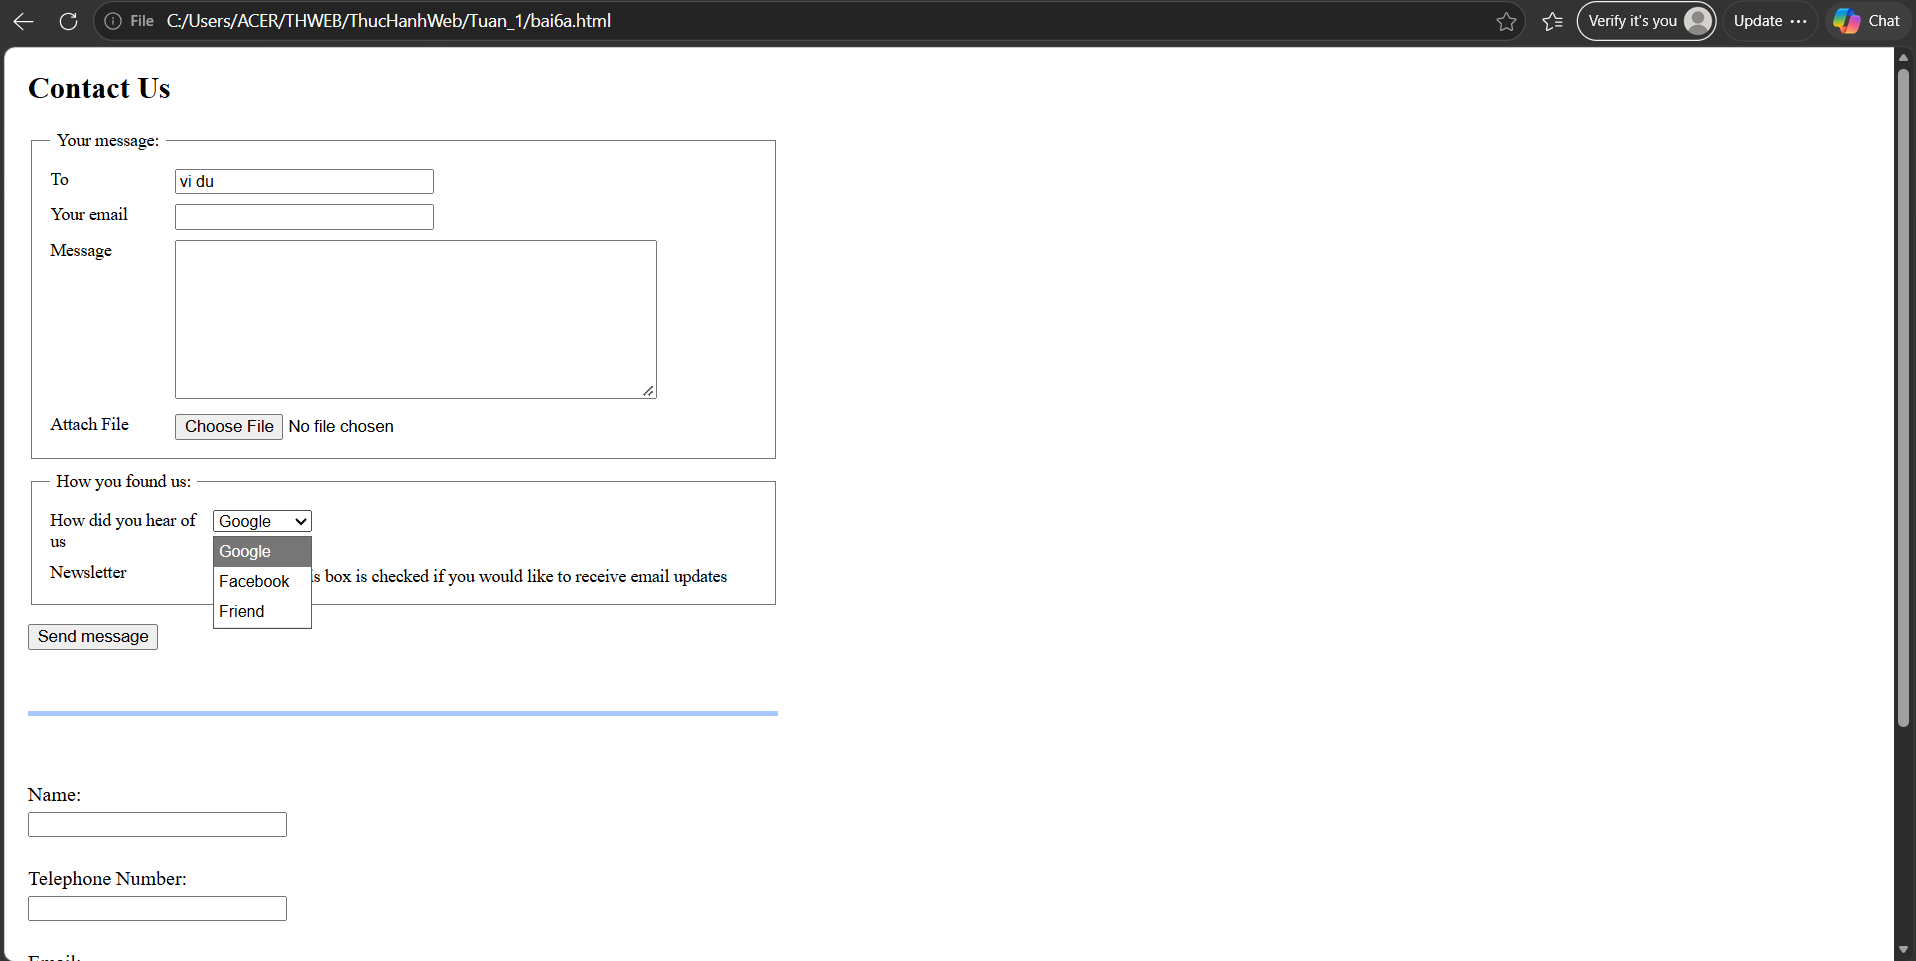 File C:/Users/ACER/THWEB/ThucHanhWeb/Tuan_1/bai6a.html Verify it's you Update Chat
Contact Us
Your message:
To vi du
Your email
Message
Attach File Choose File No file chosen
How you found us:
How did you hear of Google
us
Google
Newsletter is box is checked if you would like to receive email updates
Facebook
Friend
Send message
Name:
Telephone Number:
Email: